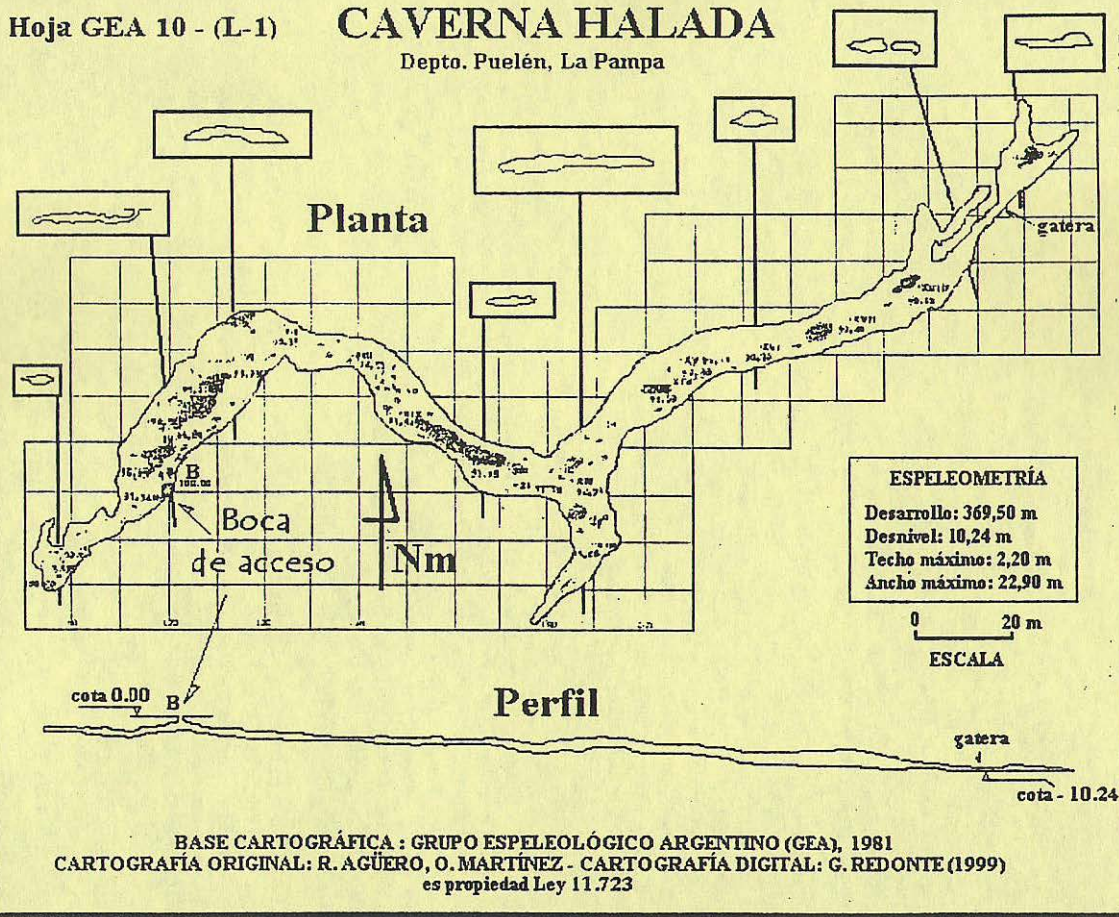 Hoja GEA 10 - (L-1)
CAVERNA HALADA
Depto. Puelén, La Pampa
Planta
gatera
B
100.00
Boca
de acceso
Nm
ESPELEOMETRÍA
Desarrollo: 369,50 m
Desnivel: 10,24 m
Techo máximo: 2,20 m
Ancho máximo: 22,90 m
0 20 m
ESCALA
cota 0.00
B
Perfil
gatera
cota - 10.24
BASE CARTOGRÁFICA : GRUPO ESPELEOLÓGICO ARGENTINO (GEA), 1981
CARTOGRAFÍA ORIGINAL: R. AGÜERO, O. MARTÍNEZ - CARTOGRAFÍA DIGITAL: G. REDONTE (1999)
es propiedad Ley 11.723